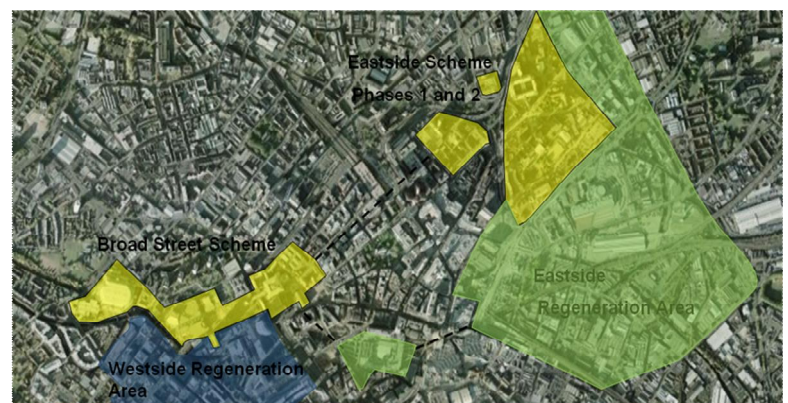 Eastside Scheme
Phases 1 and 2
Broad Street Scheme
Eastside
Regeneration Area
Westside Regeneration
Area